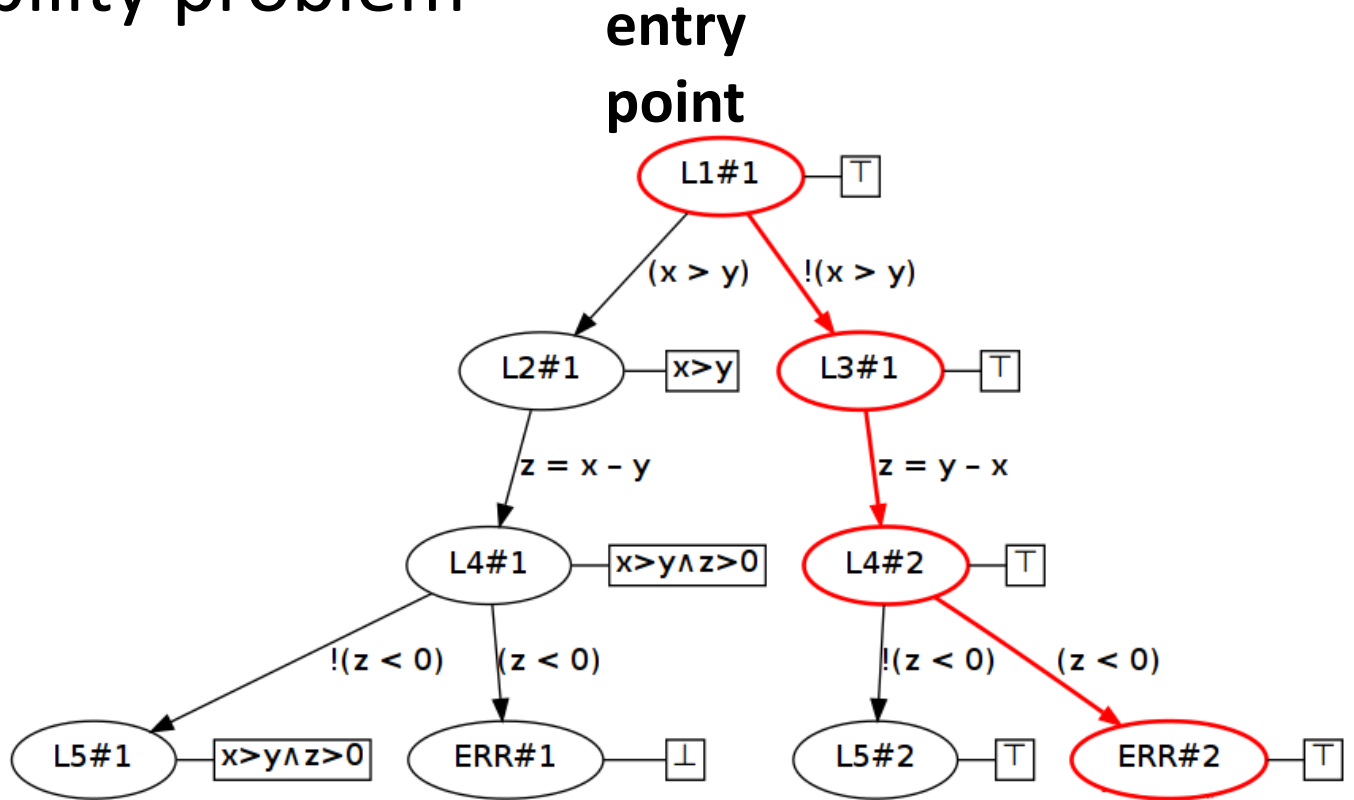 problem
entry
point
L1#1 ⊤
(x > y) !(x > y)
L2#1 x>y L3#1 ⊤
z = x – y z = y – x
L4#1 x>y∧z>0 L4#2 ⊤
!(z < 0) (z < 0) !(z < 0) (z < 0)
L5#1 x>y∧z>0 ERR#1 ⊥ L5#2 ⊤ ERR#2 ⊤